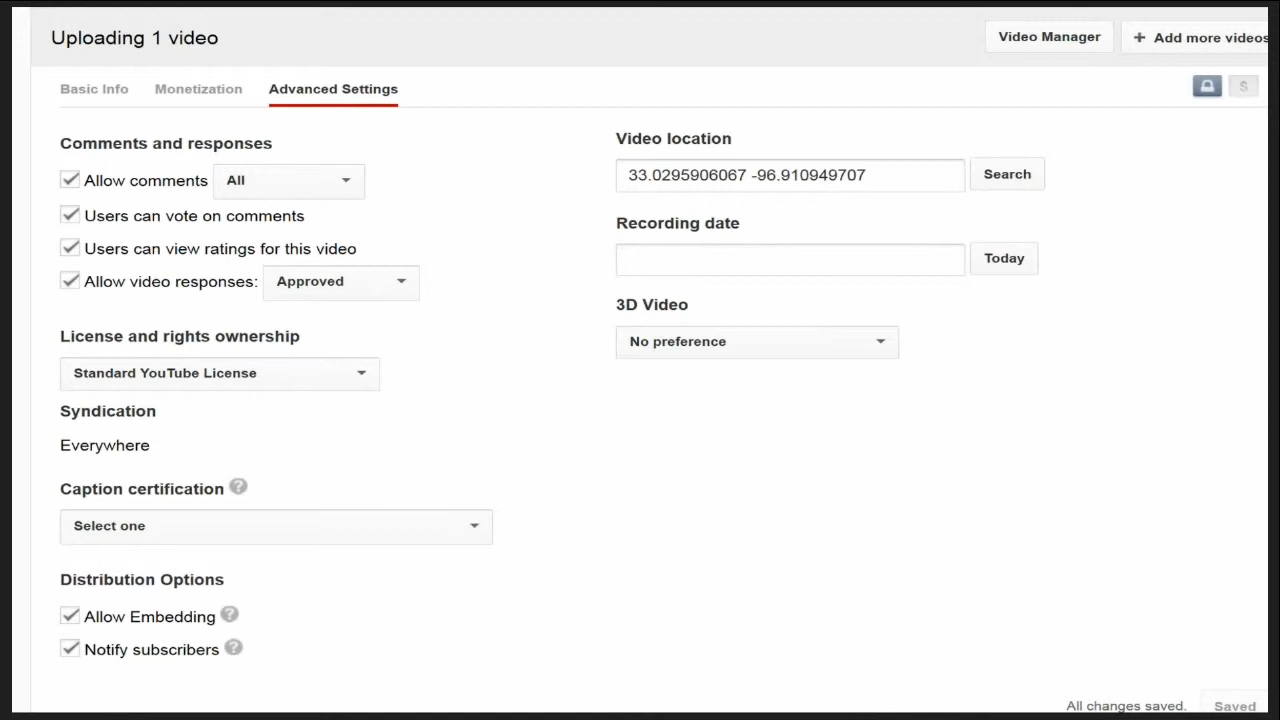 Uploading 1 video
Video Manager
+ Add more videos
Basic Info
Monetization
Advanced Settings
$
Comments and responses
Allow comments
All
Users can vote on comments
Users can view ratings for this video
Allow video responses:
Approved
License and rights ownership
Standard YouTube License
Syndication
Everywhere
Caption certification ?
Select one
Distribution Options
Allow Embedding ?
Notify subscribers ?
Video location
33.0295906067 -96.910949707
Search
Recording date
Today
3D Video
No preference
All changes saved.
Saved